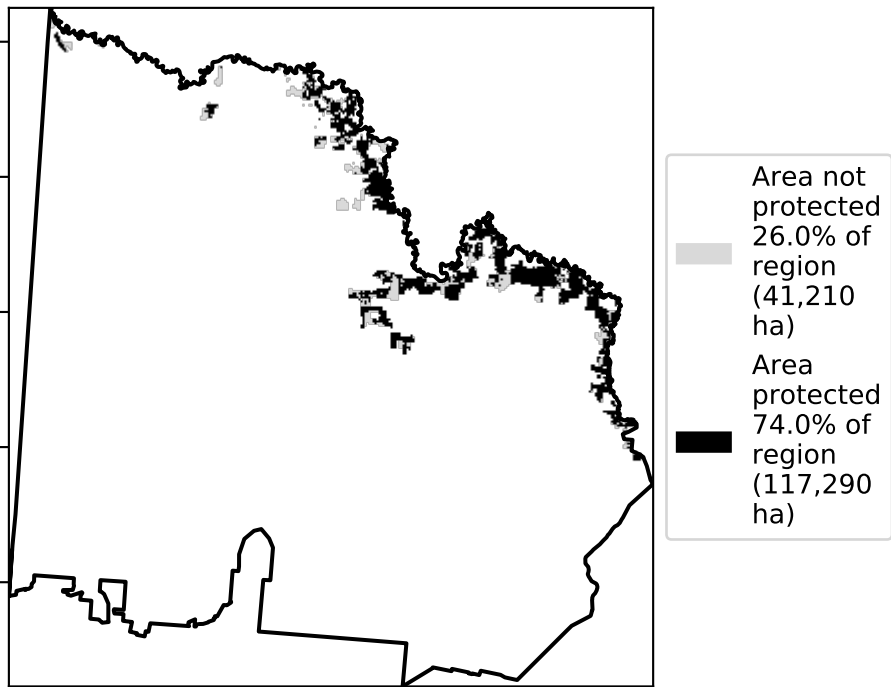 Area not
protected
26.0% of
region
(41,210
ha)
Area
protected
74.0% of
region
(117,290
ha)